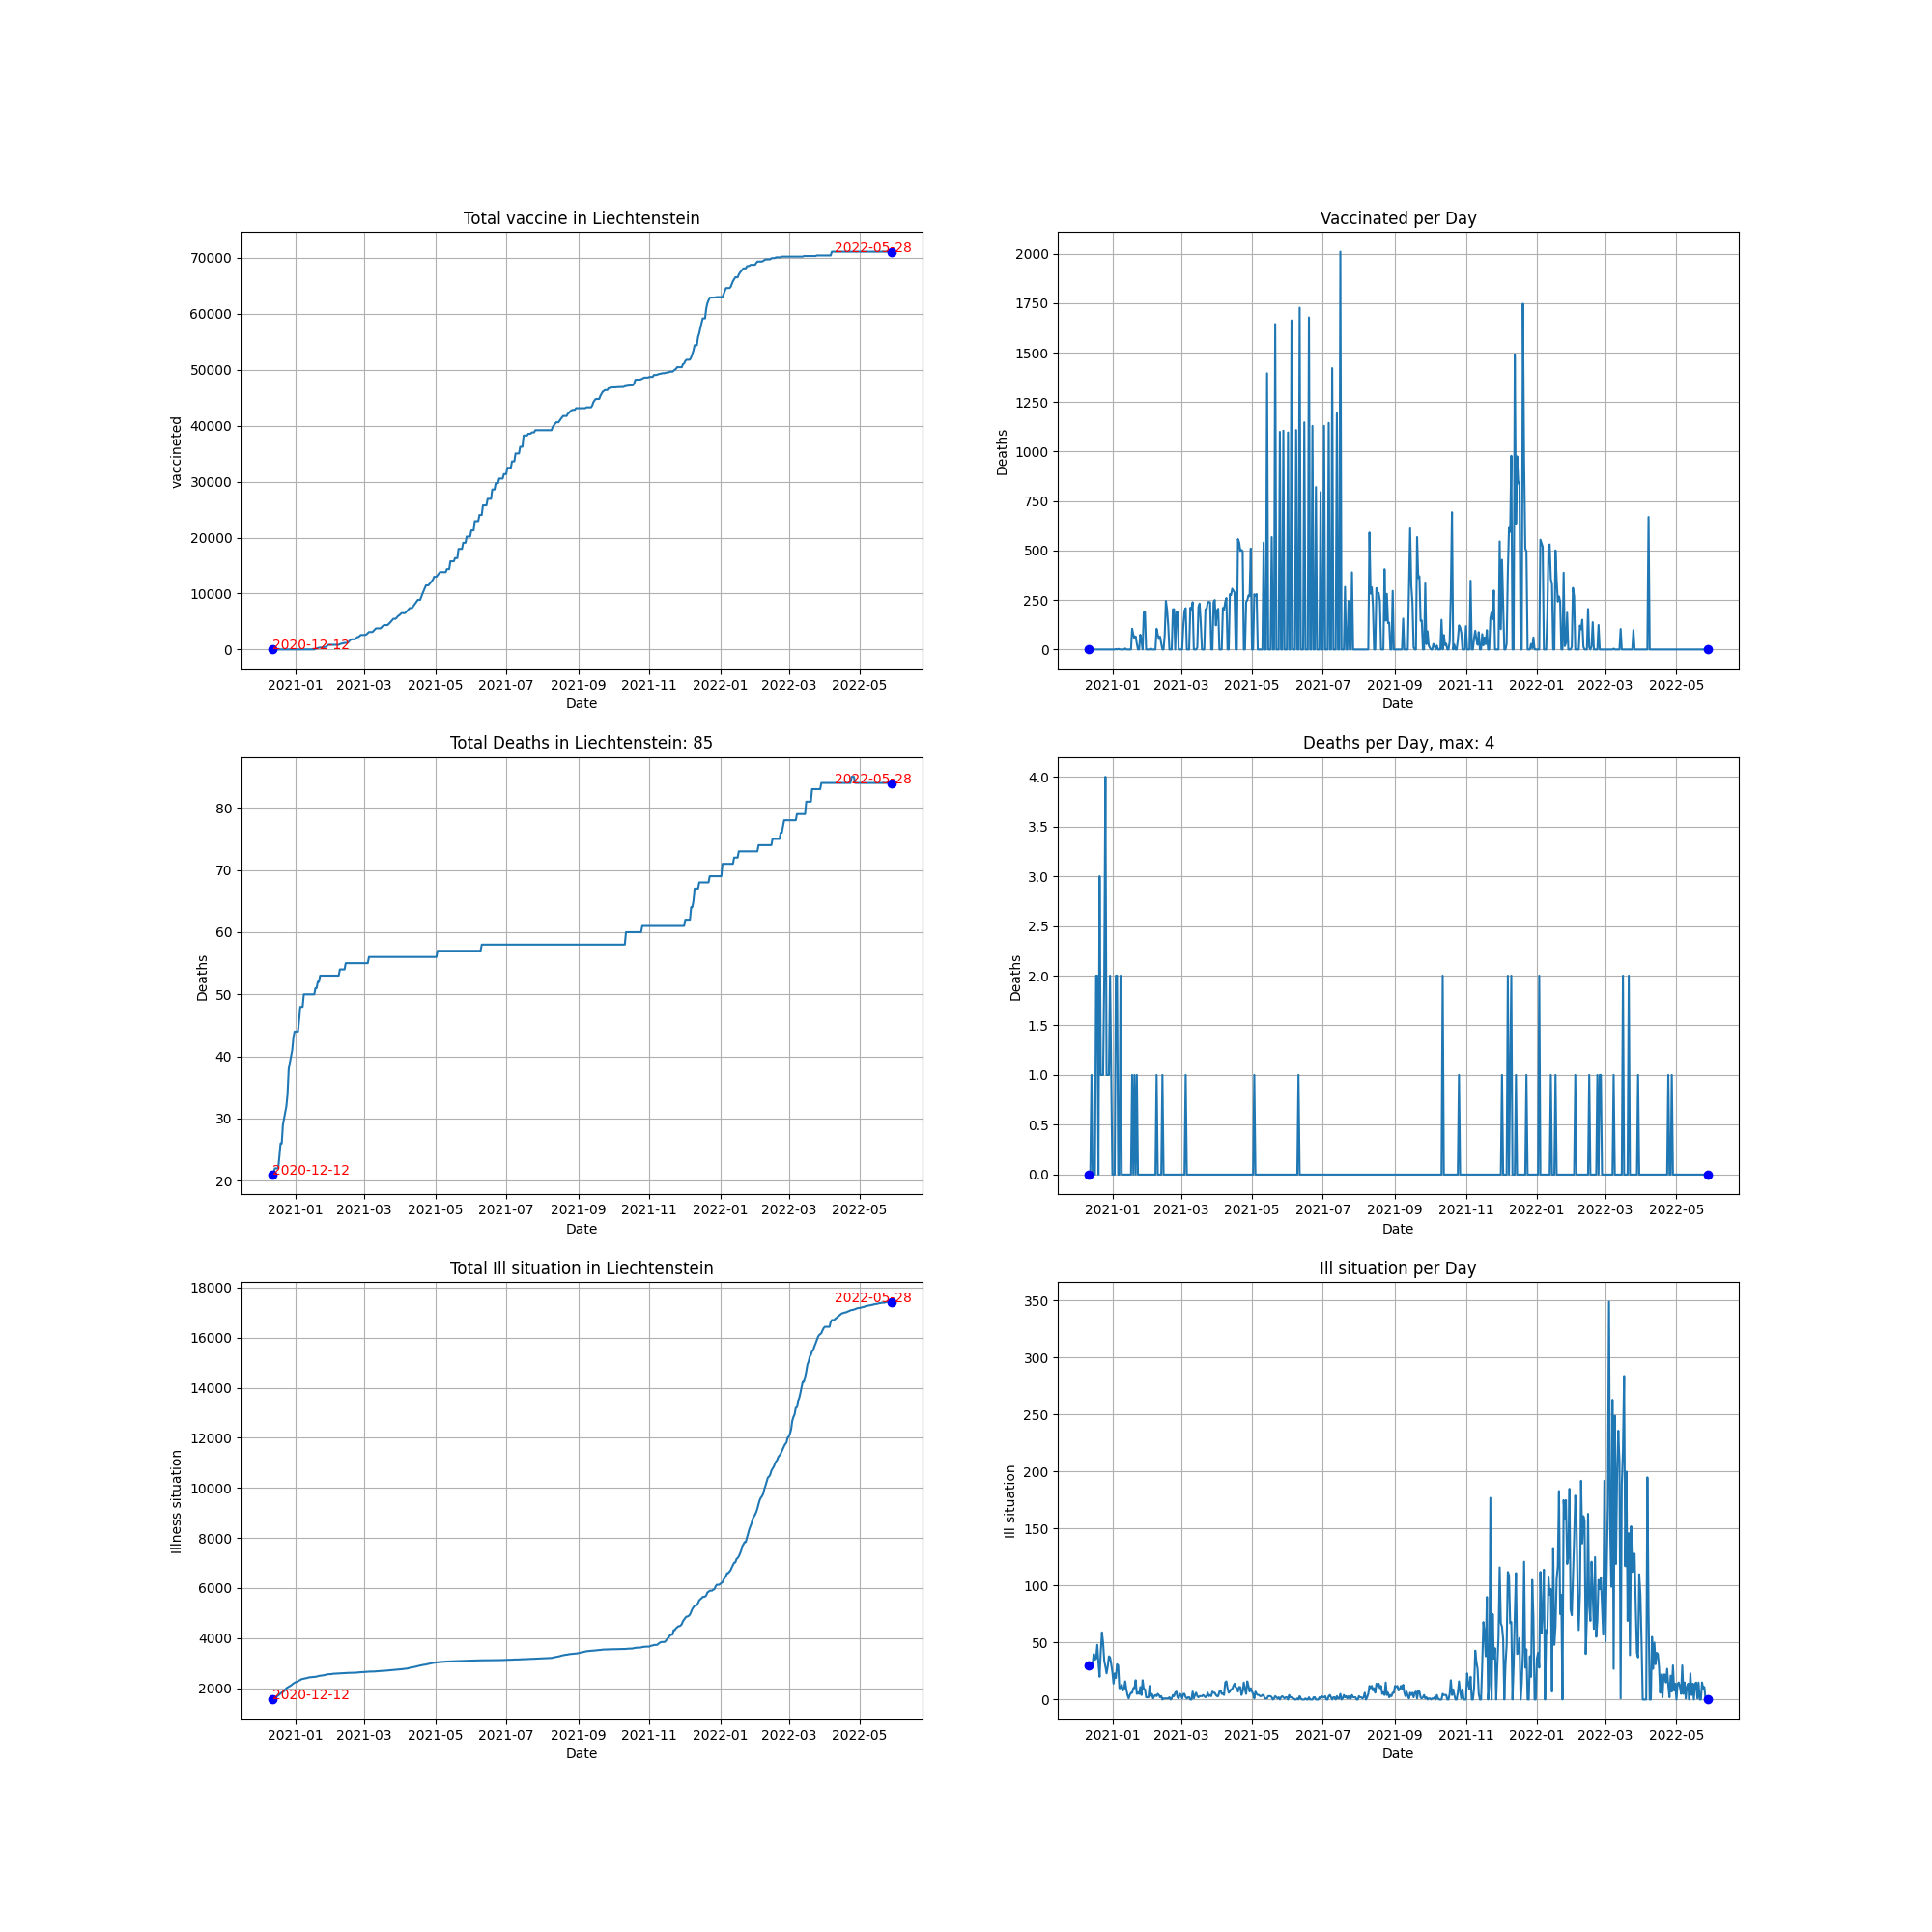 Total vaccine in Liechtenstein
vaccineted
70000
60000
50000
40000
30000
20000
10000
0
2020-12-12
2022-05-28
2021-01 2021-03 2021-05 2021-07 2021-09 2021-11 2022-01 2022-03 2022-05
Date
Vaccinated per Day
Deaths
2000
1750
1500
1250
1000
750
500
250
0
2021-01 2021-03 2021-05 2021-07 2021-09 2021-11 2022-01 2022-03 2022-05
Date
Total Deaths in Liechtenstein: 85
Deaths
80
70
60
50
40
30
20
2020-12-12
2022-05-28
2021-01 2021-03 2021-05 2021-07 2021-09 2021-11 2022-01 2022-03 2022-05
Date
Deaths per Day, max: 4
Deaths
4.0
3.5
3.0
2.5
2.0
1.5
1.0
0.5
0.0
2021-01 2021-03 2021-05 2021-07 2021-09 2021-11 2022-01 2022-03 2022-05
Date
Total Ill situation in Liechtenstein
Illness situation
18000
16000
14000
12000
10000
8000
6000
4000
2000
2020-12-12
2022-05-28
2021-01 2021-03 2021-05 2021-07 2021-09 2021-11 2022-01 2022-03 2022-05
Date
Ill situation per Day
Ill situation
350
300
250
200
150
100
50
0
2021-01 2021-03 2021-05 2021-07 2021-09 2021-11 2022-01 2022-03 2022-05
Date